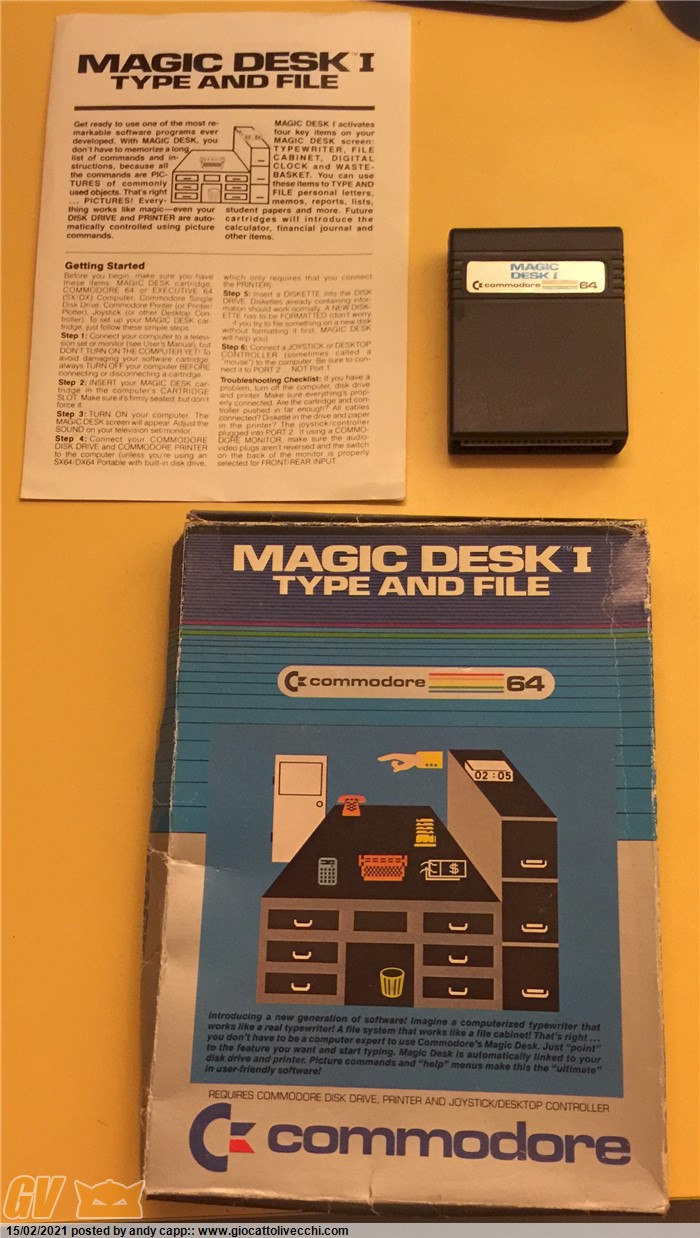 MAGIC DESK™ I
TYPE AND FILE
Get ready to use one of the most re-
markable software programs ever
developed. With MAGIC DESK, you
don't have to memorize a long
list of commands and in-
structions, because all
the commands are PIC-
TURES of commonly
used objects. That's right
... PICTURES! Every-
thing works like magic—even your
DISK DRIVE and PRINTER are auto-
matically controlled using picture
commands.
MAGIC DESK I activates
four key items on your
MAGIC DESK screen:
TYPEWRITER, FILE
CABINET, DIGITAL
CLOCK and WASTE-
BASKET. You can use
these items to TYPE AND
FILE personal letters,
memos, reports, lists,
student papers and more. Future
cartridges will introduce the
calculator, financial journal and
other items.
Getting Started
Before you begin, make sure you have
these items: MAGIC DESK cartridge,
COMMODORE 64 or EXECUTIVE 64
(SX/DX) Computer, Commodore Single
Disk Drive, Commodore Printer (or Printer/
Plotter), Joystick (or other Desktop Con-
troller). To set up your MAGIC DESK car-
tridge, just follow these simple steps.
Step 1: Connect your computer to a televi-
sion set or monitor (see User's Manual), but
DON'T TURN ON THE COMPUTER YET! To
avoid damaging your software cartridge,
always TURN OFF your computer BEFORE
connecting or disconnecting a cartridge.
Step 2: INSERT your MAGIC DESK car-
tridge in the computer's CARTRIDGE
SLOT. Make sure it's firmly seated, but don't
force it.
Step 3: TURN ON your computer. The
MAGIC DESK screen will appear. Adjust the
SOUND on your television set/monitor.
Step 4: Connect your COMMODORE
DISK DRIVE and COMMODORE PRINTER
to the computer (unless you're using an
SX64/DX64 Portable with built-in disk drive,
which only requires that you connect
the PRINTER).
Step 5: Insert a DISKETTE into the DISK
DRIVE. Diskettes already containing infor-
mation should work normally. A NEW DISK-
ETTE has to be FORMATTED (don't worry
if you try to file something on a new disk
without formatting it first, MAGIC DESK
will help you)
Step 6: Connect a JOYSTICK or DESKTOP
CONTROLLER (sometimes called a
"mouse") to the computer. Be sure to con-
nect it to PORT 2 ... NOT Port 1.
Troubleshooting Checklist: If you have a
problem, turn off the computer, disk drive
and printer. Make sure everything's prop-
erly connected. Are the cartridge and con-
troller pushed in far enough? All cables
connected? Diskette in the drive and paper
in the printer? The joystick/controller
plugged into PORT 2. If using a COMMO-
DORE MONITOR, make sure the audio-
video plugs aren't reversed and the switch
on the back of the monitor is properly
selected for FRONT/REAR INPUT.
MAGIC
DESK I
commodore 64
MAGIC DESK™ I
TYPE AND FILE
commodore 64
02:05
$
Introducing a new generation of software! Imagine a computerized typewriter that
works like a real typewriter! A file system that works like a file cabinet! That's right ...
you don't have to be a computer expert to use Commodore's Magic Desk. Just "point"
to the feature you want and start typing. Magic Desk is automatically linked to your
disk drive and printer. Picture commands and "help" menus make this the "ultimate"
in user-friendly software!
REQUIRES COMMODORE DISK DRIVE, PRINTER AND JOYSTICK/DESKTOP CONTROLLER
commodore
GV
15/02/2021 posted by andy capp:: www.giocattolivecchi.com